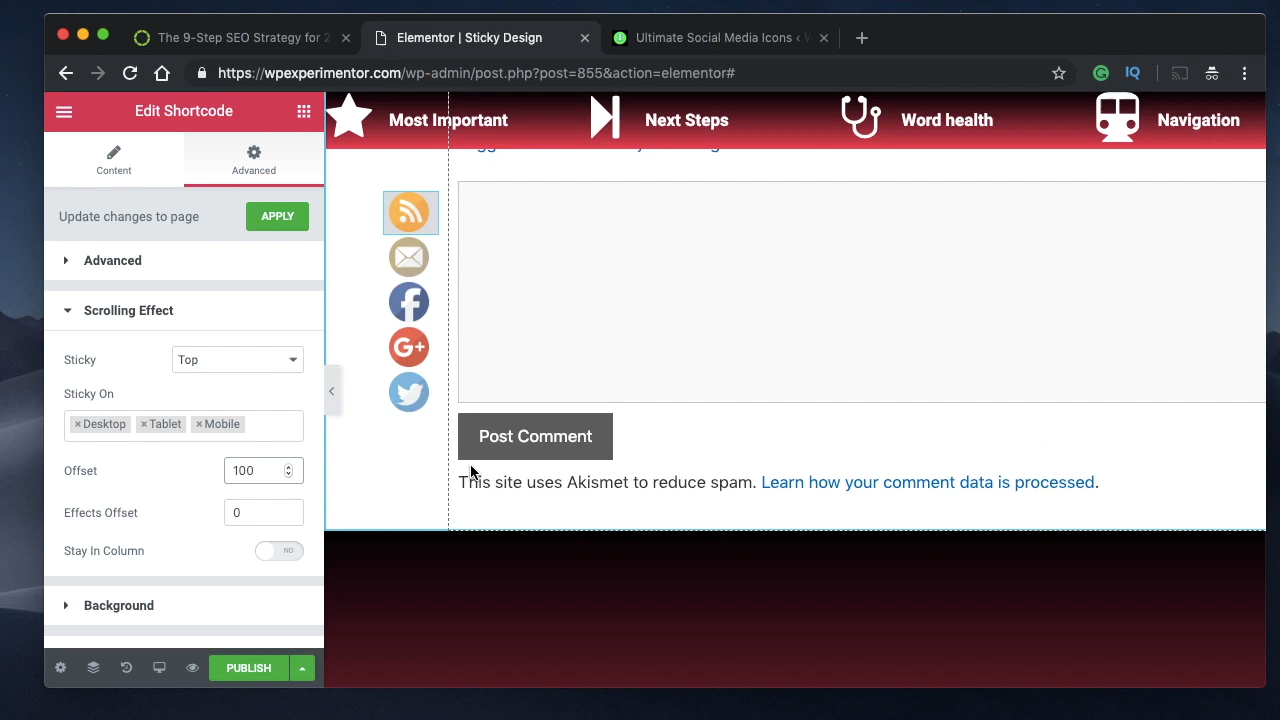 The 9-Step SEO Strategy for 2
Elementor | Sticky Design
Ultimate Social Media Icons ‹
https://wpexperimentor.com/wp-admin/post.php?post=855&action=elementor#
IQ
Edit Shortcode
Content
Advanced
Update changes to page
APPLY
Advanced
Scrolling Effect
Sticky
Top
Sticky On
× Desktop
× Tablet
× Mobile
Offset
100
Effects Offset
0
Stay In Column
NO
Background
PUBLISH
Most Important
Next Steps
Word health
Navigation
G+
Post Comment
This site uses Akismet to reduce spam. Learn how your comment data is processed.